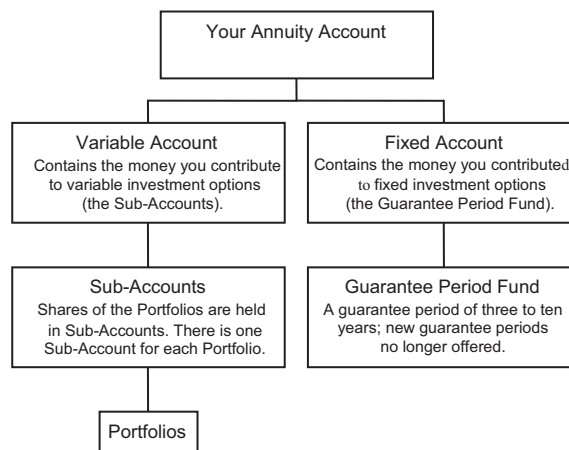 Your Annuity Account
Variable Account
Contains the money you contribute
to variable investment options
(the Sub-Accounts).
Fixed Account
Contains the money you contributed
to fixed investment options
(the Guarantee Period Fund).
Sub-Accounts
Shares of the Portfolios are held
in Sub-Accounts. There is one
Sub-Account for each Portfolio.
Guarantee Period Fund
A guarantee period of three to ten
years; new guarantee periods
no longer offered.
Portfolios